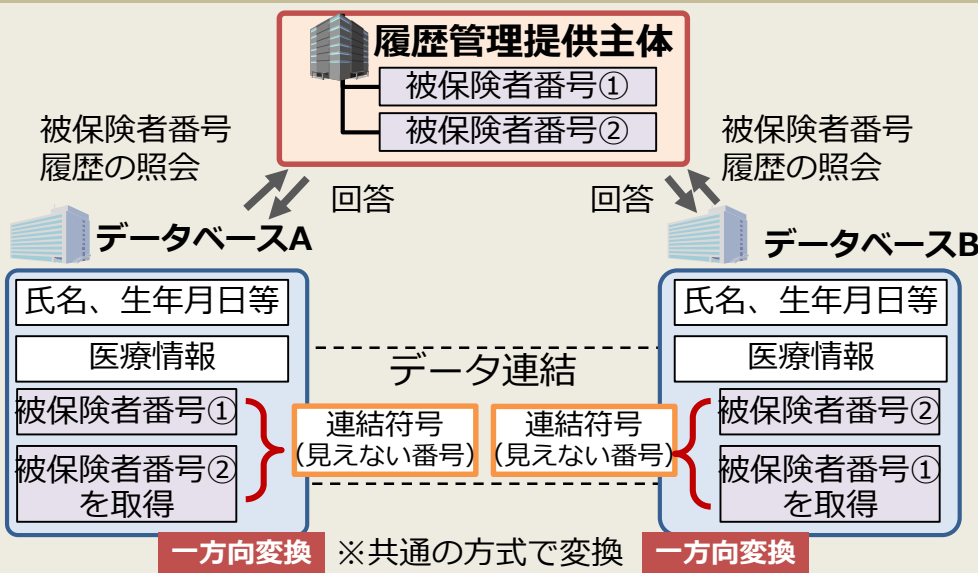 履歴管理提供主体
被保険者番号①
被保険者番号②
被保険者番号
履歴の照会
回答
回答
被保険者番号
履歴の照会
データベースA
データベースB
氏名、生年月日等
医療情報
被保険者番号①
被保険者番号②
を取得
データ連結
連結符号
(見えない番号)
連結符号
(見えない番号)
氏名、生年月日等
医療情報
被保険者番号②
被保険者番号①
を取得
一方向変換
※共通の方式で変換
一方向変換